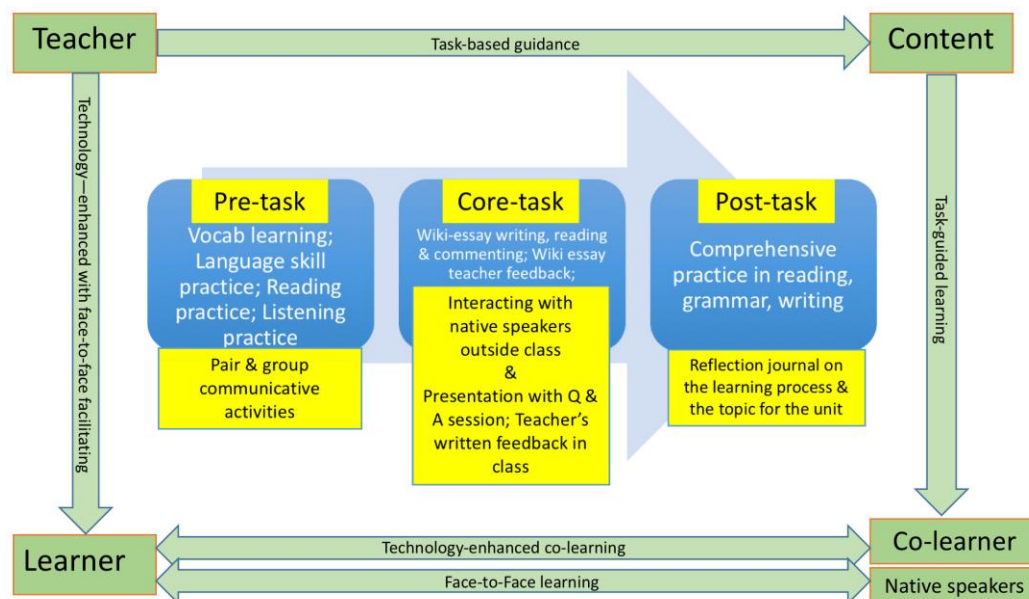 Teacher
Task-based guidance
Content
Technology—enhanced with face-to-face facilitating
Pre-task
Vocab learning;
Language skill
practice; Reading
practice; Listening
practice
Pair & group
communicative
activities
Core-task
Wiki-essay writing, reading
& commenting; Wiki essay
teacher feedback;
Interacting with
native speakers
outside class
&
Presentation with Q &
A session; Teacher's
written feedback in
class
Post-task
Comprehensive
practice in reading,
grammar, writing
Reflection journal on
the learning process &
the topic for the unit
Task-guided learning
Learner
Technology-enhanced co-learning
Co-learner
Face-to-Face learning
Native speakers